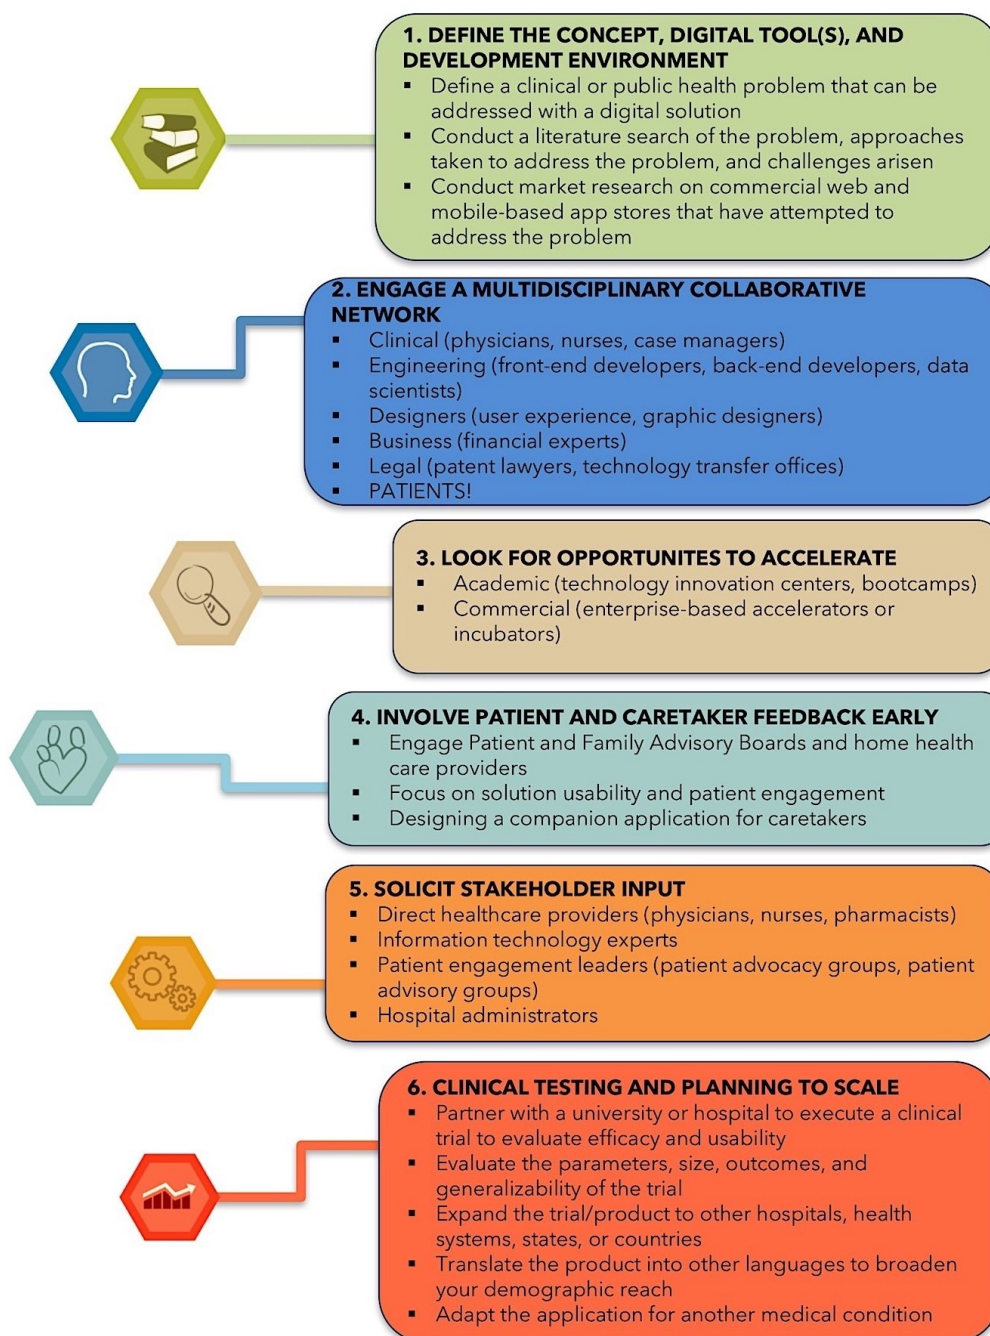 1. DEFINE THE CONCEPT, DIGITAL TOOL(S), AND
DEVELOPMENT ENVIRONMENT
▪ Define a clinical or public health problem that can be
addressed with a digital solution
▪ Conduct a literature search of the problem, approaches
taken to address the problem, and challenges arisen
▪ Conduct market research on commercial web and
mobile-based app stores that have attempted to
address the problem
2. ENGAGE A MULTIDISCIPLINARY COLLABORATIVE
NETWORK
▪ Clinical (physicians, nurses, case managers)
▪ Engineering (front-end developers, back-end developers, data
scientists)
▪ Designers (user experience, graphic designers)
▪ Business (financial experts)
▪ Legal (patent lawyers, technology transfer offices)
▪ PATIENTS!
3. LOOK FOR OPPORTUNITES TO ACCELERATE
▪ Academic (technology innovation centers, bootcamps)
▪ Commercial (enterprise-based accelerators or
incubators)
4. INVOLVE PATIENT AND CARETAKER FEEDBACK EARLY
▪ Engage Patient and Family Advisory Boards and home health
care providers
▪ Focus on solution usability and patient engagement
▪ Designing a companion application for caretakers
5. SOLICIT STAKEHOLDER INPUT
▪ Direct healthcare providers (physicians, nurses, pharmacists)
▪ Information technology experts
▪ Patient engagement leaders (patient advocacy groups, patient
advisory groups)
▪ Hospital administrators
6. CLINICAL TESTING AND PLANNING TO SCALE
▪ Partner with a university or hospital to execute a clinical
trial to evaluate efficacy and usability
▪ Evaluate the parameters, size, outcomes, and
generalizability of the trial
▪ Expand the trial/product to other hospitals, health
systems, states, or countries
▪ Translate the product into other languages to broaden
your demographic reach
▪ Adapt the application for another medical condition